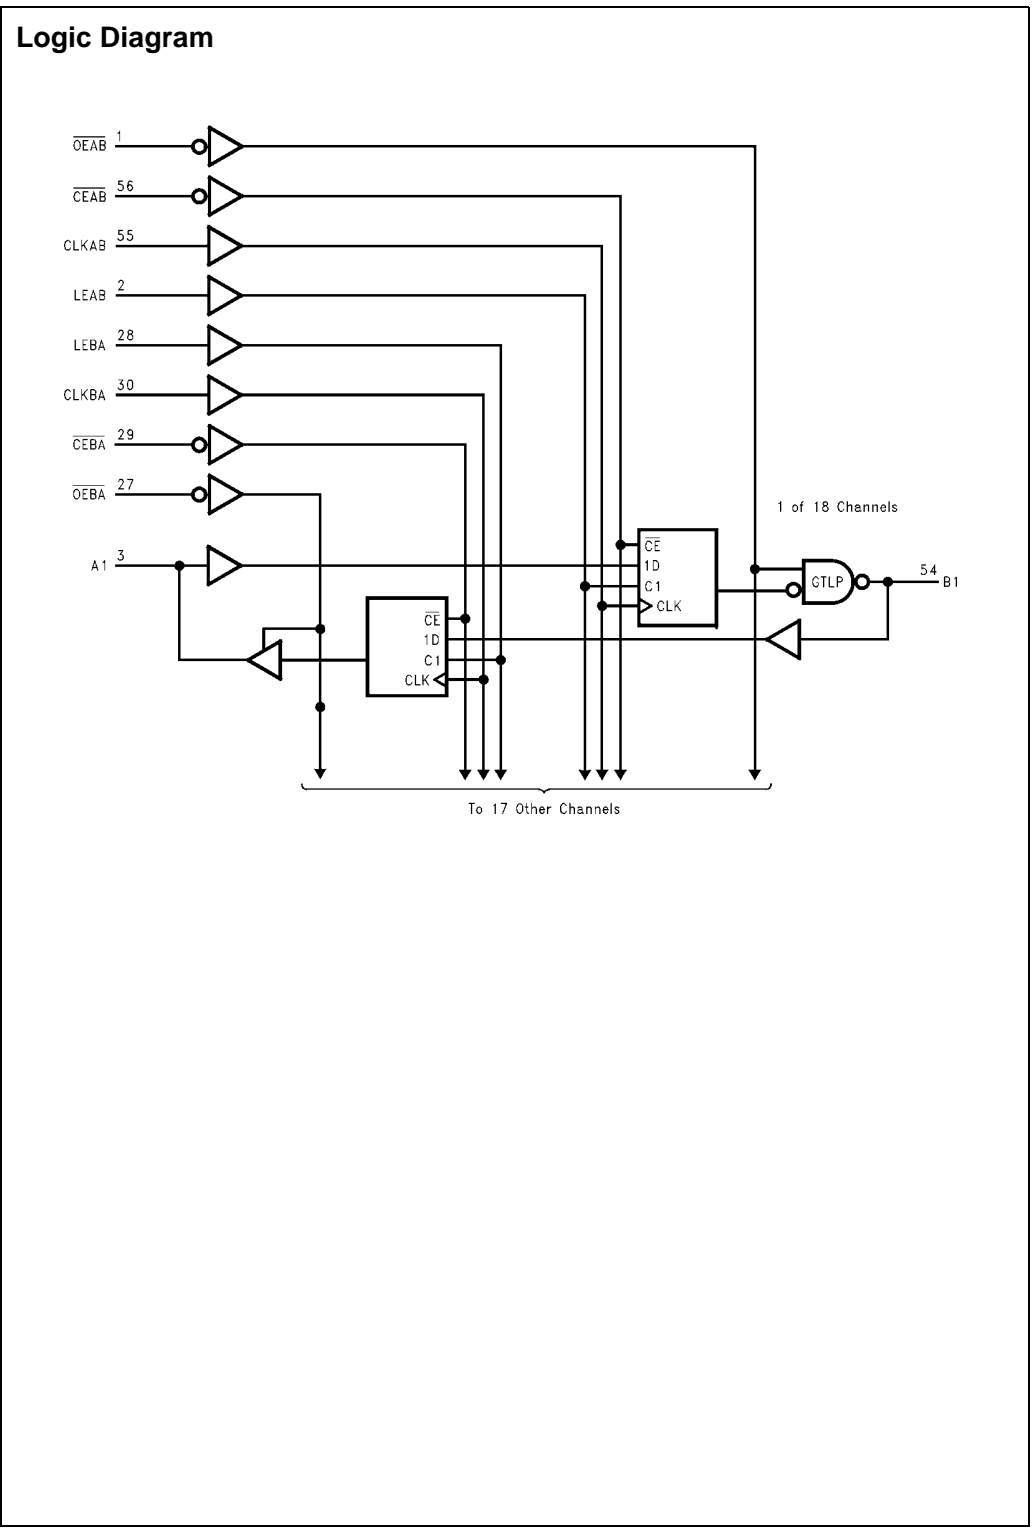 Logic Diagram
OEAB 1
CEAB 56
CLKAB 55
LEAB 2
LEBA 28
CLKBA 30
CEBA 29
OEBA 27
1 of 18 Channels
A1 3
CE
1D
C1
CLK
GTLP
54
B1
CE
1D
C1
CLK
To 17 Other Channels